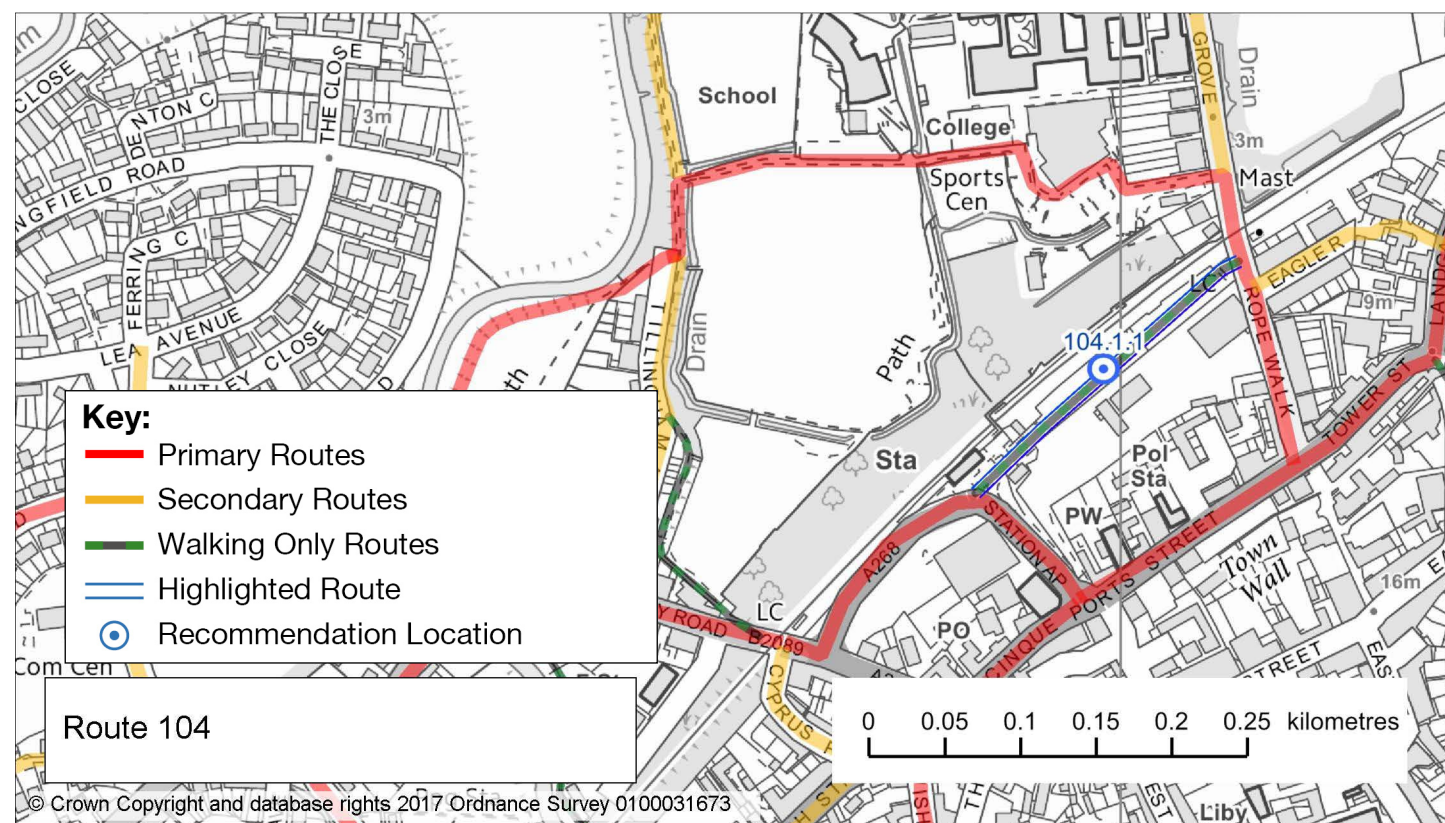 THE CLOSE
CLOSE
DENTON C
3m
School
College
GROVE
Drain
3m
Sports
Cen
Mast
NGFIELD ROAD
FERRING C
LEA AVENUE
NUTLEY CLOSE
Drain
Path
LC
EAGLE R
ROPE WALK
9m
104.1.1
TOWER ST
Key:
Primary Routes
Secondary Routes
Walking Only Routes
Highlighted Route
Recommendation Location
Sta
Pol
Sta
PW
STATION AP
A268
CINQUE PORTS STREET
Town
Wall
16m
LC
Y ROAD
B2089
PO
CYPRUS P
STREET
Com Cen
Route 104
0 0.05 0.1 0.15 0.2 0.25 kilometres
© Crown Copyright and database rights 2017 Ordnance Survey 0100031673
H ST
Liby